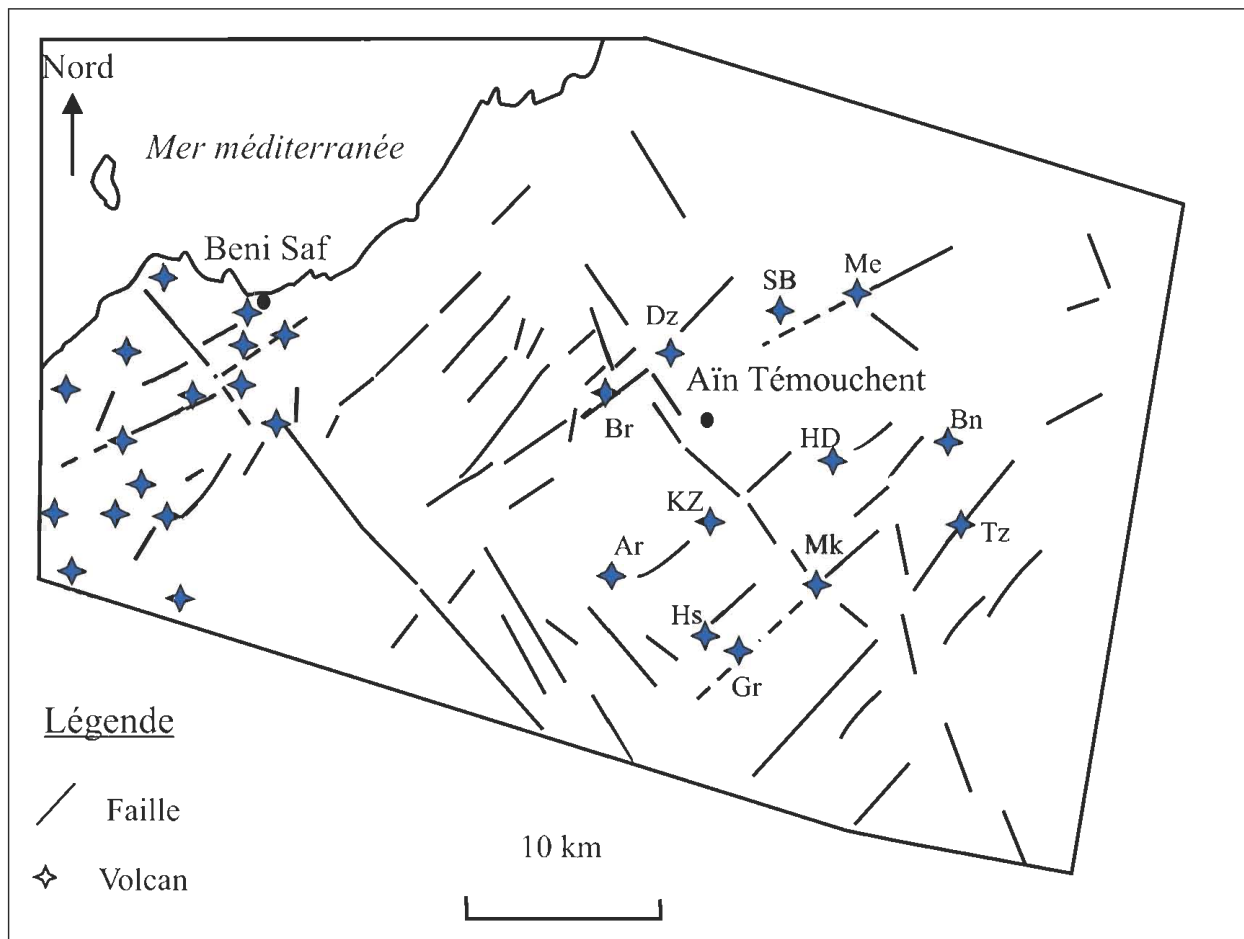 Nord
Mer méditerranée
Beni Saf
SB
Me
Dz
Aïn Témouchent
Br
HD
Bn
KZ
Ar
Mk
Tz
Hs
Gr
Légende
Faille
Volcan
10 km